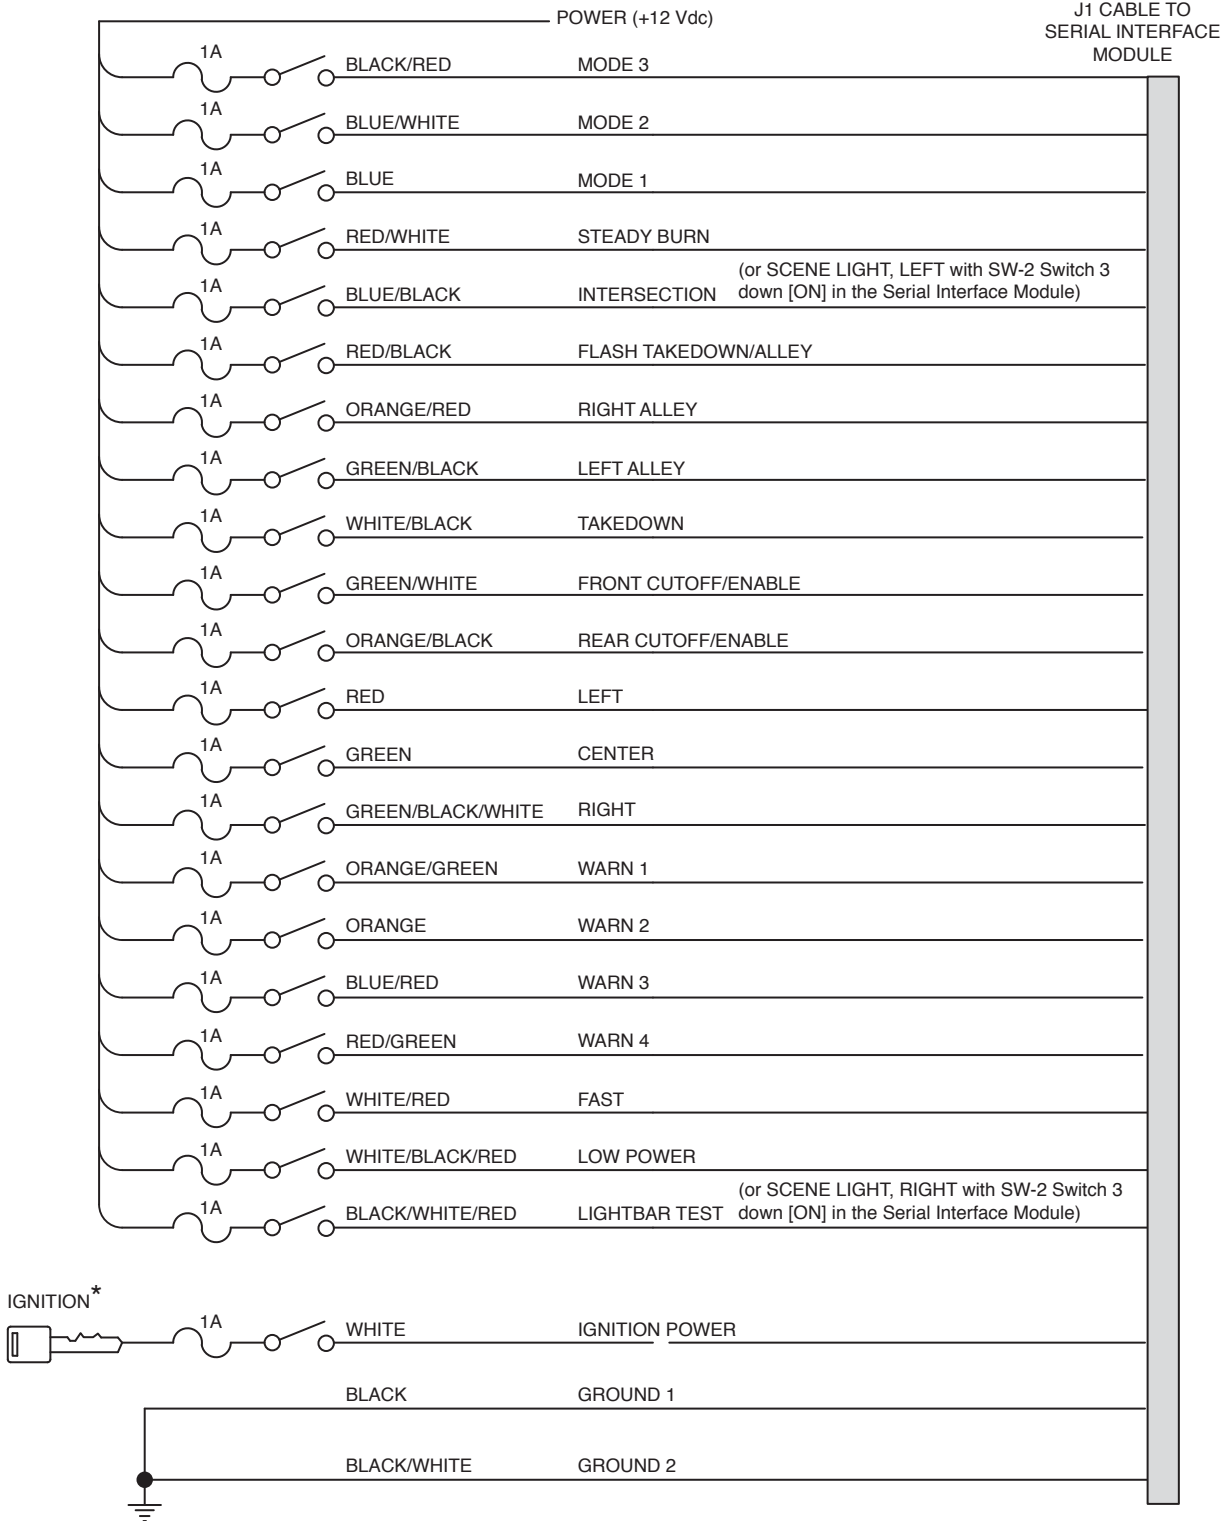 POWER (+12 Vdc)
J1 CABLE TO
SERIAL INTERFACE
MODULE
1A BLACK/RED MODE 3
1A BLUE/WHITE MODE 2
1A BLUE MODE 1
1A RED/WHITE STEADY BURN
(or SCENE LIGHT, LEFT with SW-2 Switch 3
1A BLUE/BLACK INTERSECTION down [ON] in the Serial Interface Module)
1A RED/BLACK FLASH TAKEDOWN/ALLEY
1A ORANGE/RED RIGHT ALLEY
1A GREEN/BLACK LEFT ALLEY
1A WHITE/BLACK TAKEDOWN
1A GREEN/WHITE FRONT CUTOFF/ENABLE
1A ORANGE/BLACK REAR CUTOFF/ENABLE
1A RED LEFT
1A GREEN CENTER
1A GREEN/BLACK/WHITE RIGHT
1A ORANGE/GREEN WARN 1
1A ORANGE WARN 2
1A BLUE/RED WARN 3
1A RED/GREEN WARN 4
1A WHITE/RED FAST
1A WHITE/BLACK/RED LOW POWER
(or SCENE LIGHT, RIGHT with SW-2 Switch 3
1A BLACK/WHITE/RED LIGHTBAR TEST down [ON] in the Serial Interface Module)
IGNITION*
1A WHITE IGNITION POWER
BLACK GROUND 1
BLACK/WHITE GROUND 2